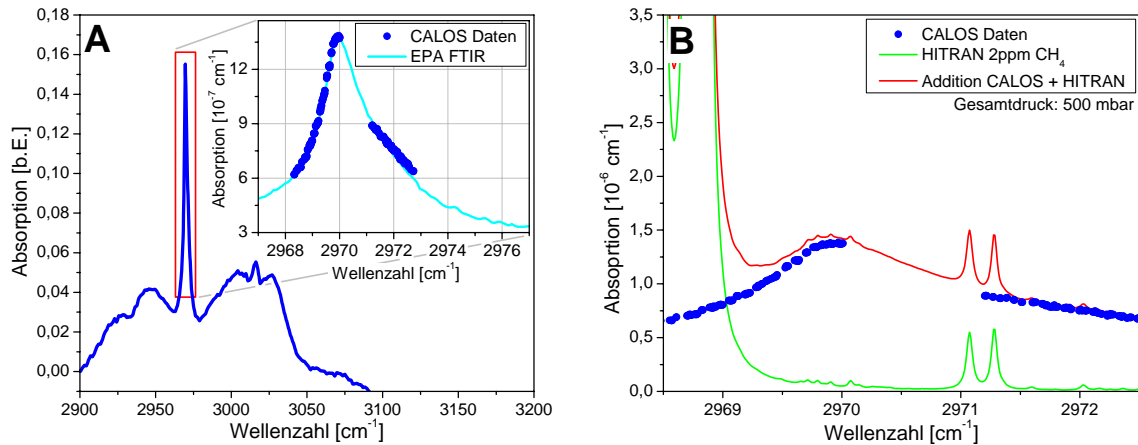 A
0,18
0,16
0,14
0,12
0,10
0,08
0,06
0,04
0,02
0,00
Absorption [b.E.]
2900
2950
3000
3050
3100
3150
3200
Wellenzahl [cm-1]
CALOS Daten
EPA FTIR
15
12
9
6
3
Absorption [10-7 cm-1]
2968
2970
2972
2974
2976
Wellenzahl [cm-1]
B
CALOS Daten
HITRAN 2ppm CH4
Addition CALOS + HITRAN
Gesamtdruck: 500 mbar
3,5
3,0
2,5
2,0
1,5
1,0
0,5
0,0
Absoprtion [10-6 cm-1]
2969
2970
2971
2972
Wellenzahl [cm-1]